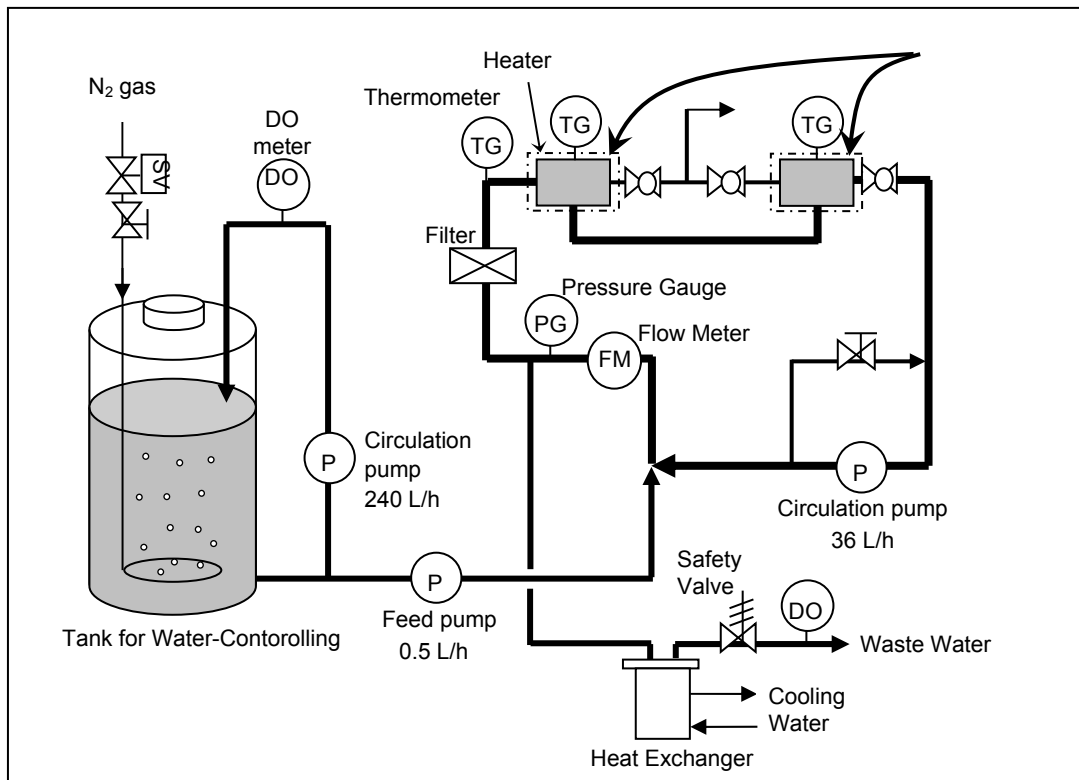 Heater
N2 gas
Thermometer
DO
meter
DO
TG
TG
TG
SV
Filter
Pressure Gauge
PG
Flow Meter
FM
P
Circulation
pump
240 L/h
P
Circulation pump
36 L/h
P
Feed pump
0.5 L/h
Safety
Valve
DO
Waste Water
Tank for Water-Contorolling
Cooling
Water
Heat Exchanger